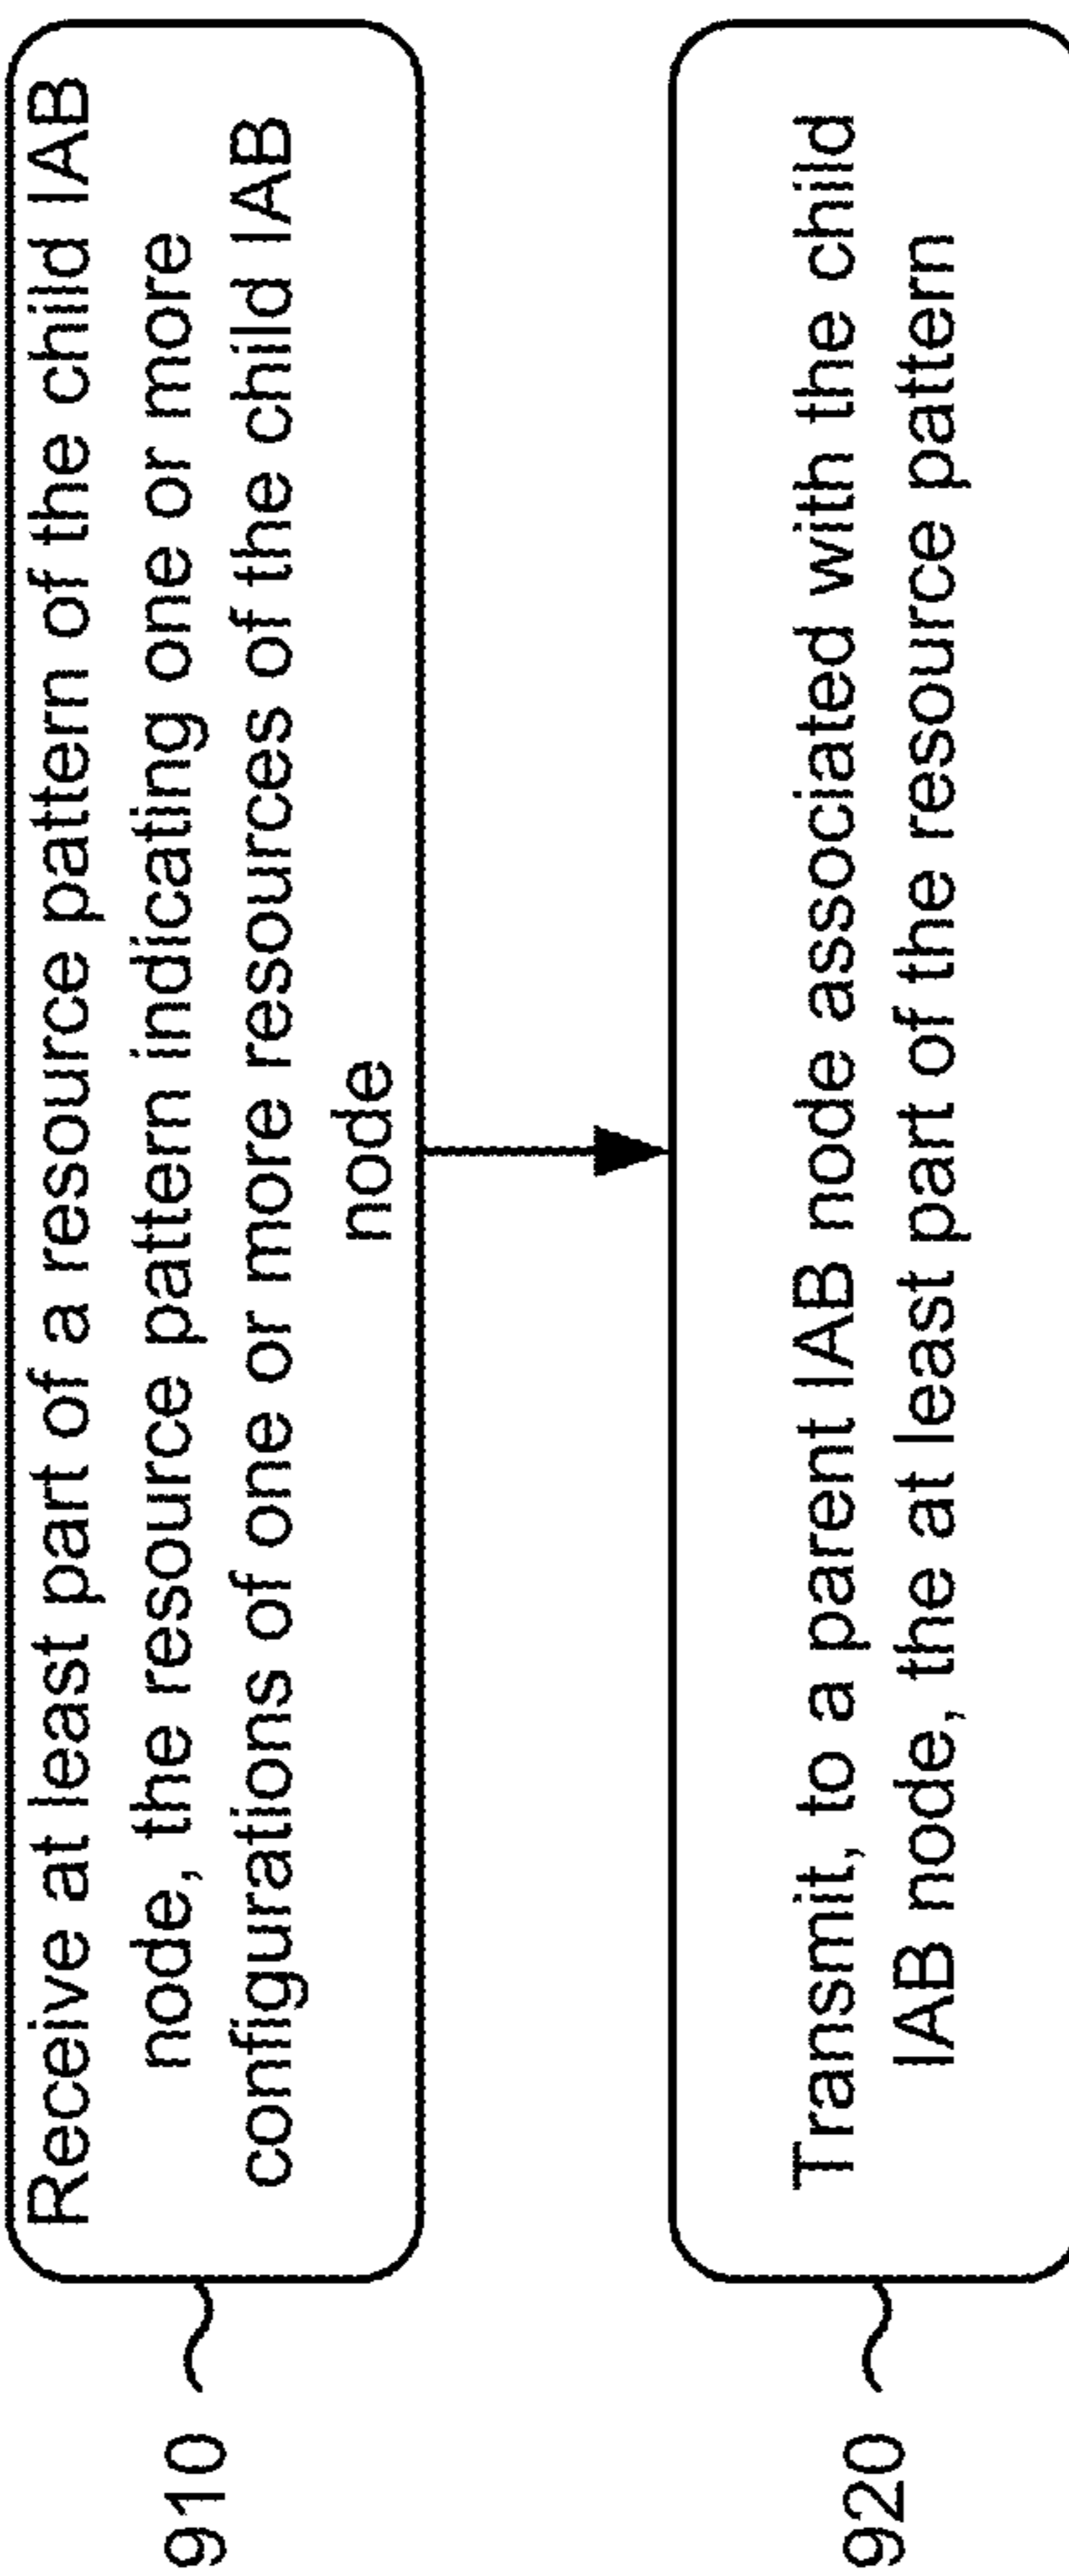 910
Receive at least part of a resource pattern of the child IAB
node, the resource pattern indicating one or more
configurations of one or more resources of the child IAB
node
920
Transmit, to a parent IAB node associated with the child
IAB node, the at least part of the resource pattern